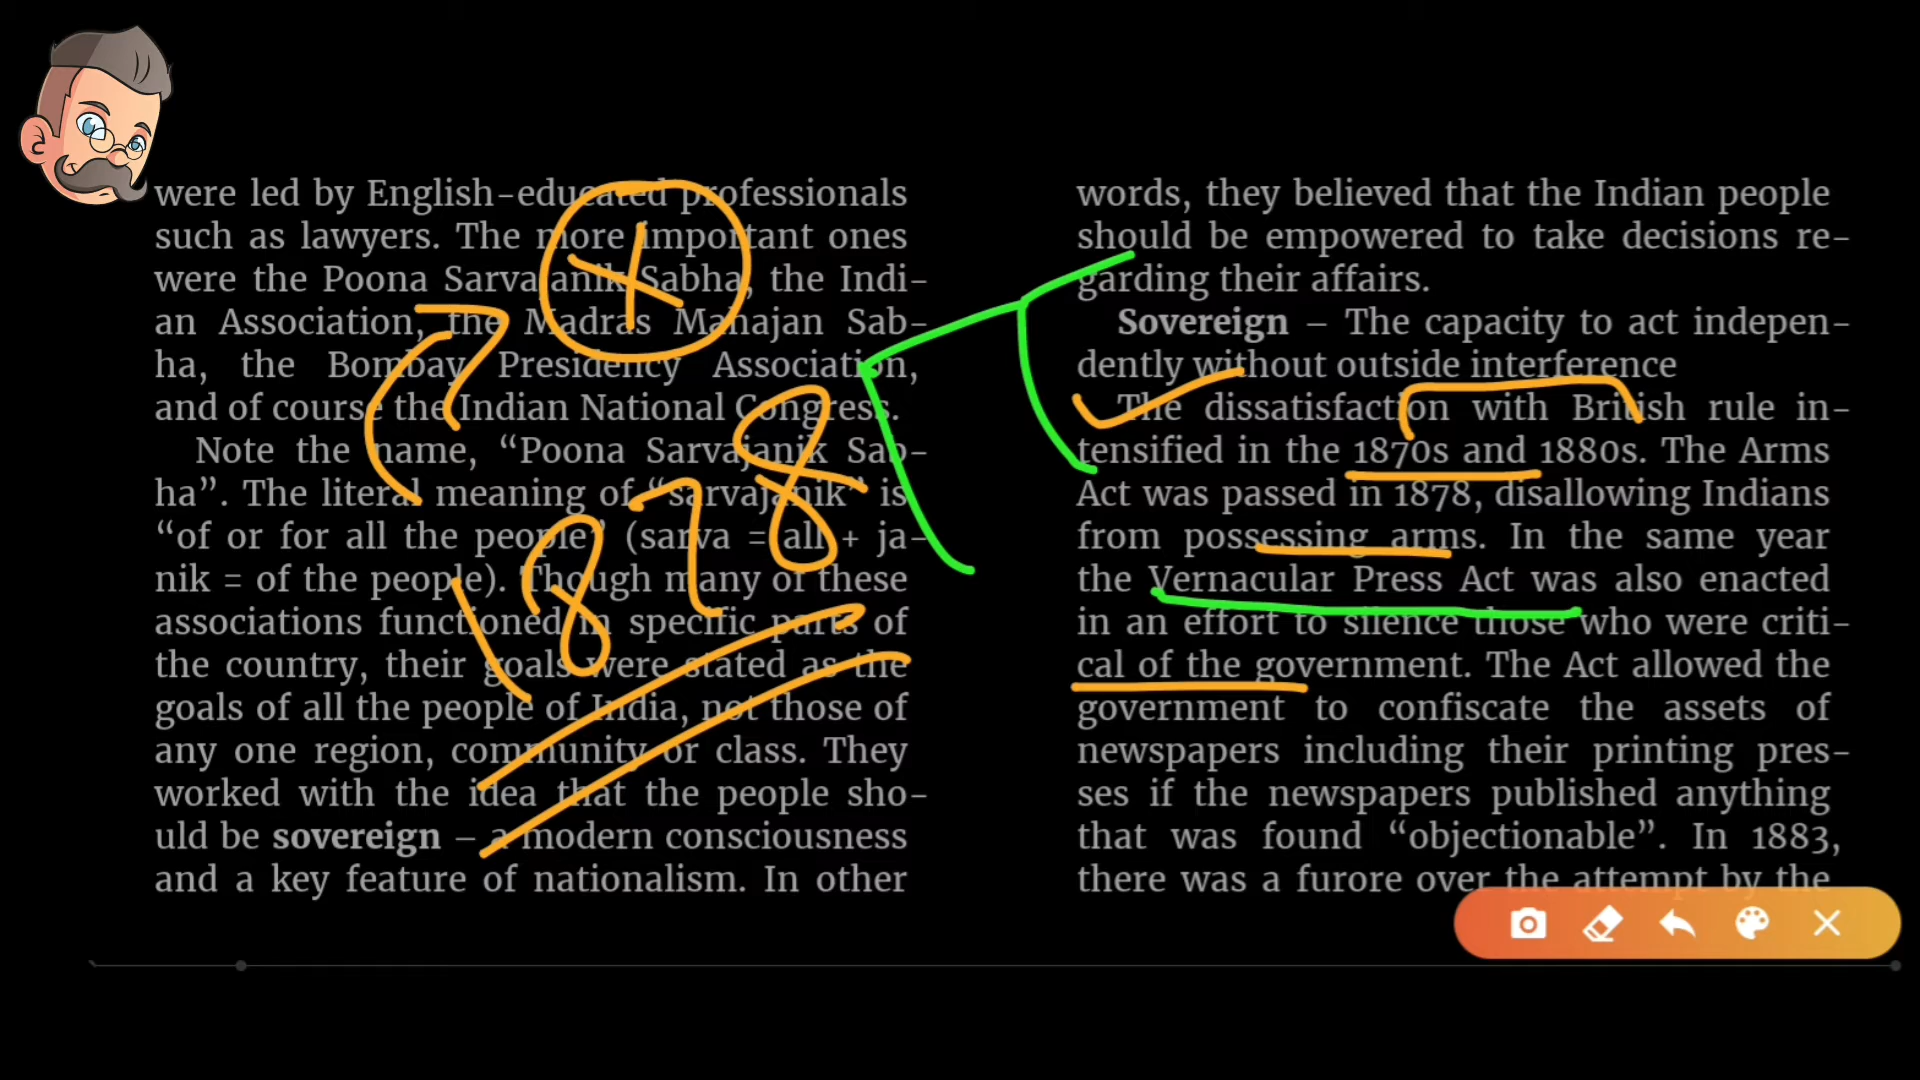 were led by English-educated professionals
such as lawyers. The more important ones
were the Poona Sarvajanik Sabha, the Indi-
an Association, the Madras Mahajan Sab-
ha, the Bombay Presidency Association,
and of course the Indian National Congress.
Note the name, “Poona Sarvajanik Sab-
ha”. The literal meaning of “sarvajanik” is
“of or for all the people” (sarva = all + ja-
nik = of the people). Though many of these
associations functioned in specific parts of
the country, their goals were stated as the
goals of all the people of India, not those of
any one region, community or class. They
worked with the idea that the people sho-
uld be sovereign – a modern consciousness
and a key feature of nationalism. In other
1878
words, they believed that the Indian people
should be empowered to take decisions re-
garding their affairs.
Sovereign – The capacity to act indepen-
dently without outside interference
The dissatisfaction with British rule in-
tensified in the 1870s and 1880s. The Arms
Act was passed in 1878, disallowing Indians
from possessing arms. In the same year
the Vernacular Press Act was also enacted
in an effort to silence those who were criti-
cal of the government. The Act allowed the
government to confiscate the assets of
newspapers including their printing pres-
ses if the newspapers published anything
that was found “objectionable”. In 1883,
there was a furore over the attempt by the